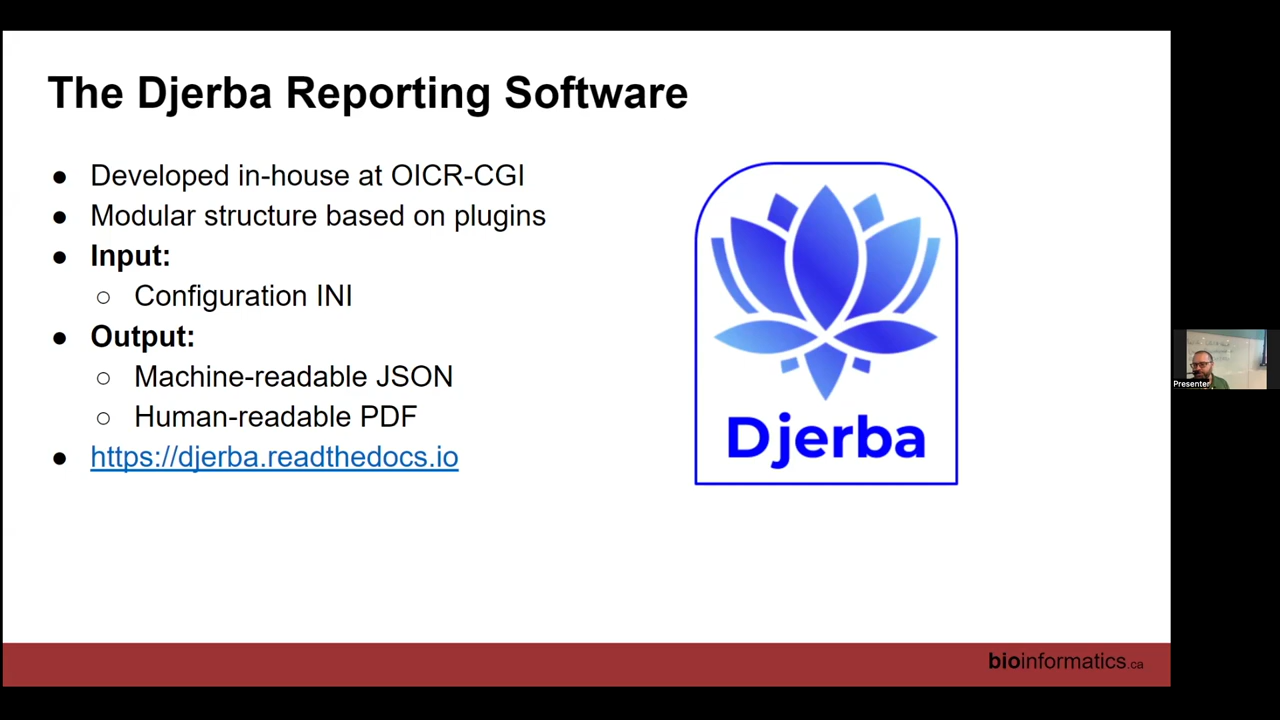 The Djerba Reporting Software
● Developed in-house at OICR-CGI
● Modular structure based on plugins
● Input:
○ Configuration INI
● Output:
○ Machine-readable JSON
○ Human-readable PDF
● https://djerba.readthedocs.io
Djerba
Presenter
bioinformatics.ca